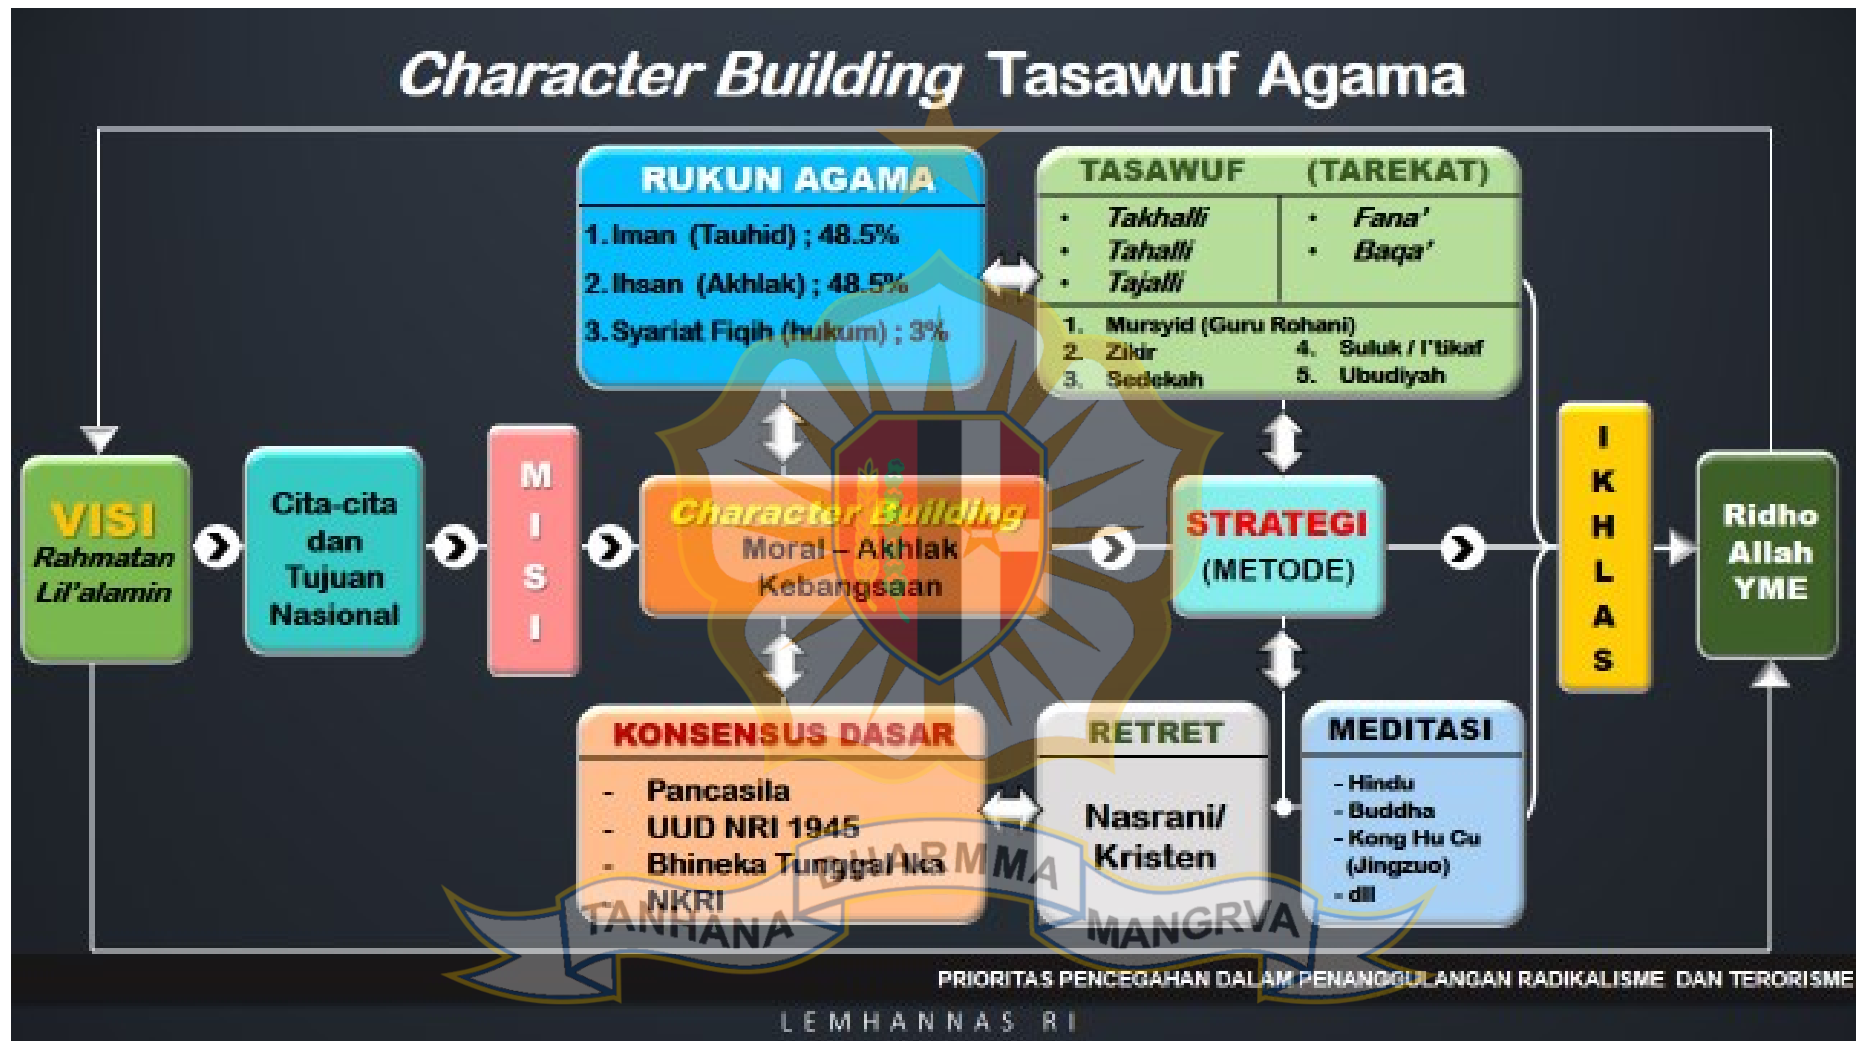 Character Building Tasawuf Agama
RUKUN AGAMA
1. Iman (Tauhid) ; 48.5%
2. Ihsan (Akhlak) ; 48.5%
3. Syariat Fiqih (hukum) ; 3%
TASAWUF (TAREKAT)
• Takhalli
• Tahalli
• Tajalli
• Fana'
• Baqa'
1. Mursyid (Guru Rohani)
2. Zikir
3. Sedekah
4. Suluk / I'tikaf
5. Ubudiyah
VISI
Rahmatan
Lil'alamin
Cita-cita
dan
Tujuan
Nasional
M
I
S
I
Character Building
Moral – Akhlak
Kebangsaan
STRATEGI
(METODE)
I
K
H
L
A
S
Ridho
Allah
YME
KONSENSUS DASAR
- Pancasila
- UUD NRI 1945
- Bhineka Tunggal Ika
- NKRI
RETRET
Nasrani/
Kristen
MEDITASI
- Hindu
- Buddha
- Kong Hu Cu
(Jingzuo)
- dll
TANHANA DHARMMA MANGRVA
PRIORITAS PENCEGAHAN DALAM PENANGGULANGAN RADIKALISME DAN TERORISME
LEMHANNAS RI